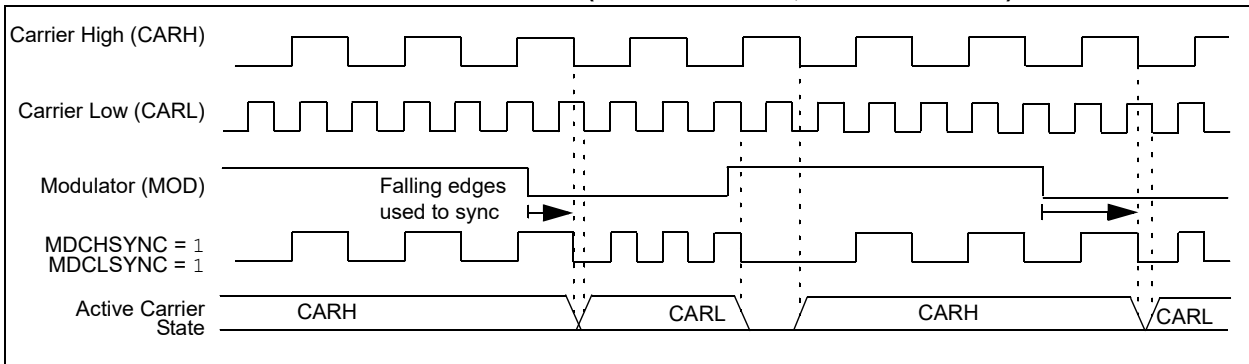 Carrier High (CARH)
Carrier Low (CARL)
Modulator (MOD)
Falling edges
used to sync
MDCHSYNC = 1
MDCLSYNC = 1
Active Carrier
State
CARH
CARL
CARH
CARL